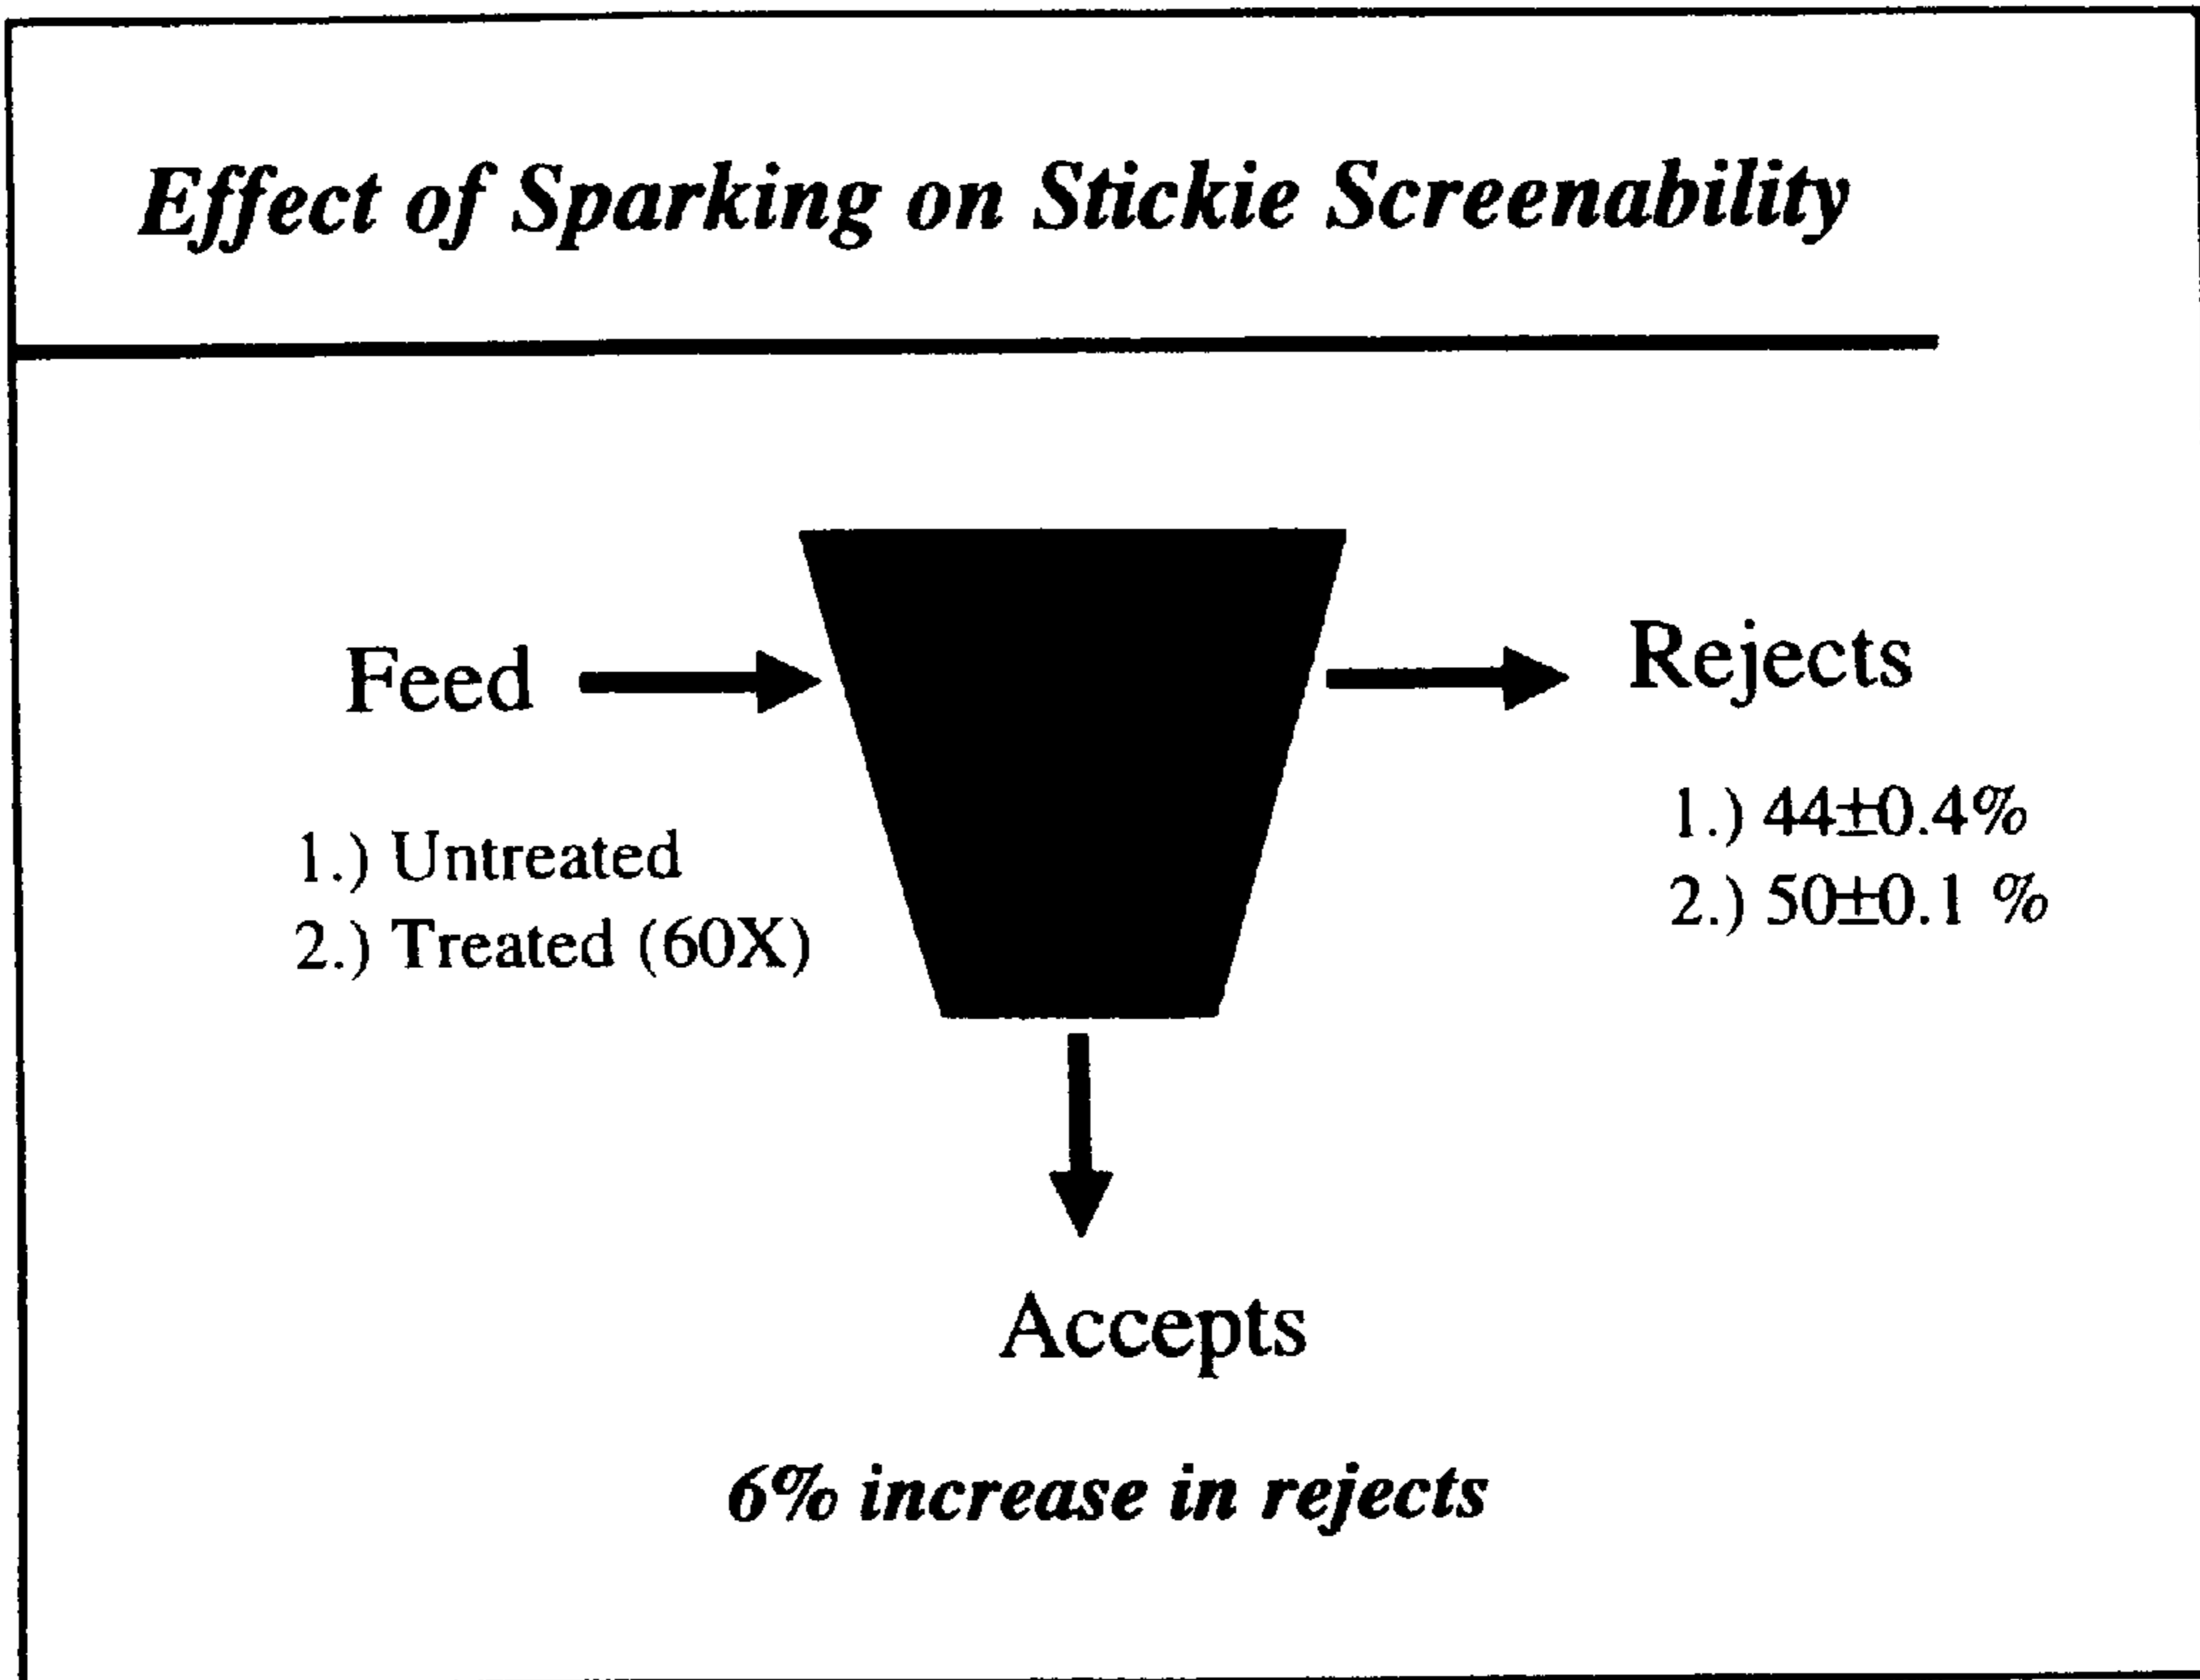 Effect of Sparking on Stickie Screenability
Feed
Rejects
1.) Untreated
2.) Treated (60X)
1.) 44±0.4%
2.) 50±0.1 %
Accepts
6% increase in rejects